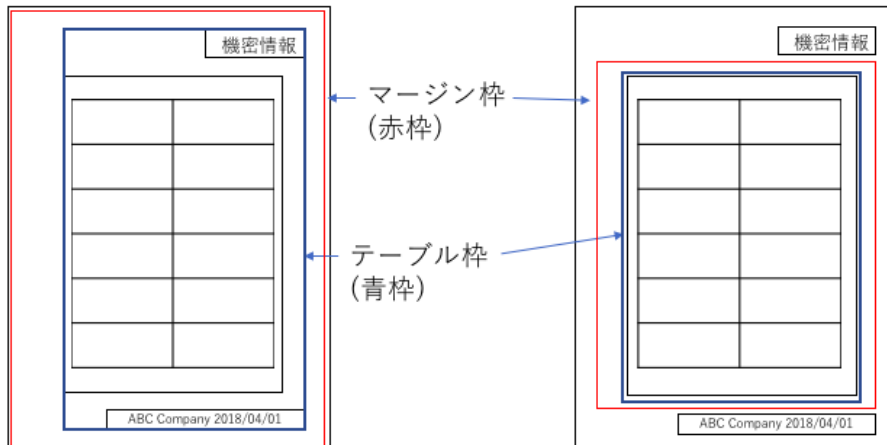 機密情報
機密情報
マージン枠
(赤枠)
テーブル枠
(青枠)
ABC Company 2018/04/01
ABC Company 2018/04/01